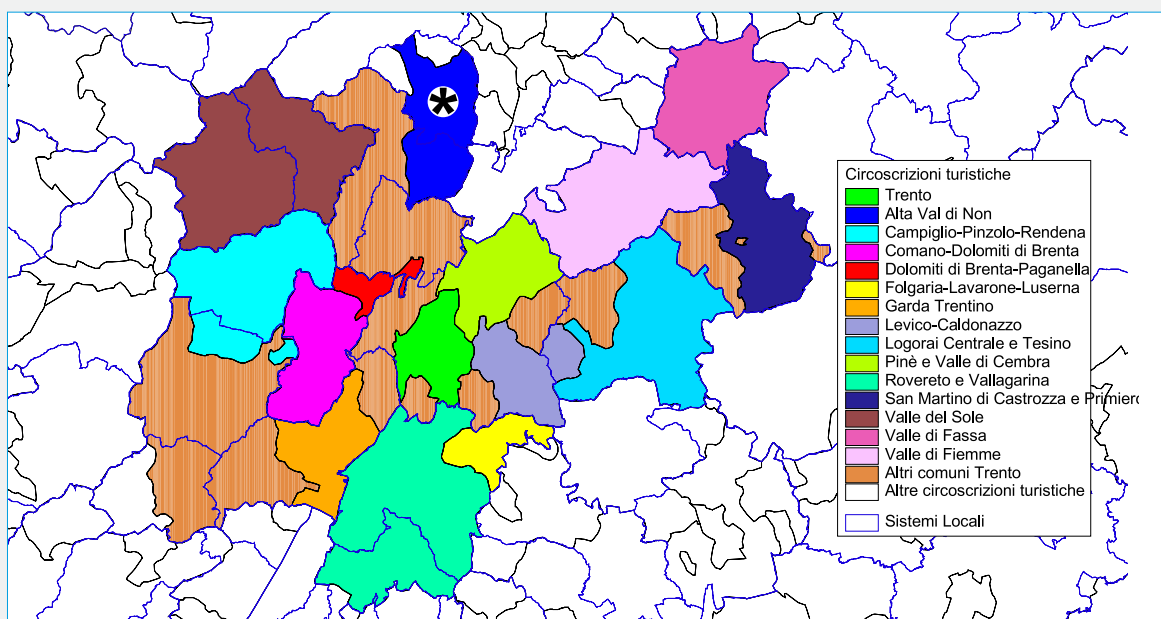 *
Circoscrizioni turistiche
Trento
Alta Val di Non
Campiglio-Pinzolo-Rendena
Comano-Dolomiti di Brenta
Dolomiti di Brenta-Paganella
Folgaria-Lavarone-Luserna
Garda Trentino
Levico-Caldonazzo
Logorai Centrale e Tesino
Pinè e Valle di Cembra
Rovereto e Vallagarina
San Martino di Castrozza e Primiero
Valle del Sole
Valle di Fassa
Valle di Fiemme
Altri comuni Trento
Altre circoscrizioni turistiche
Sistemi Locali